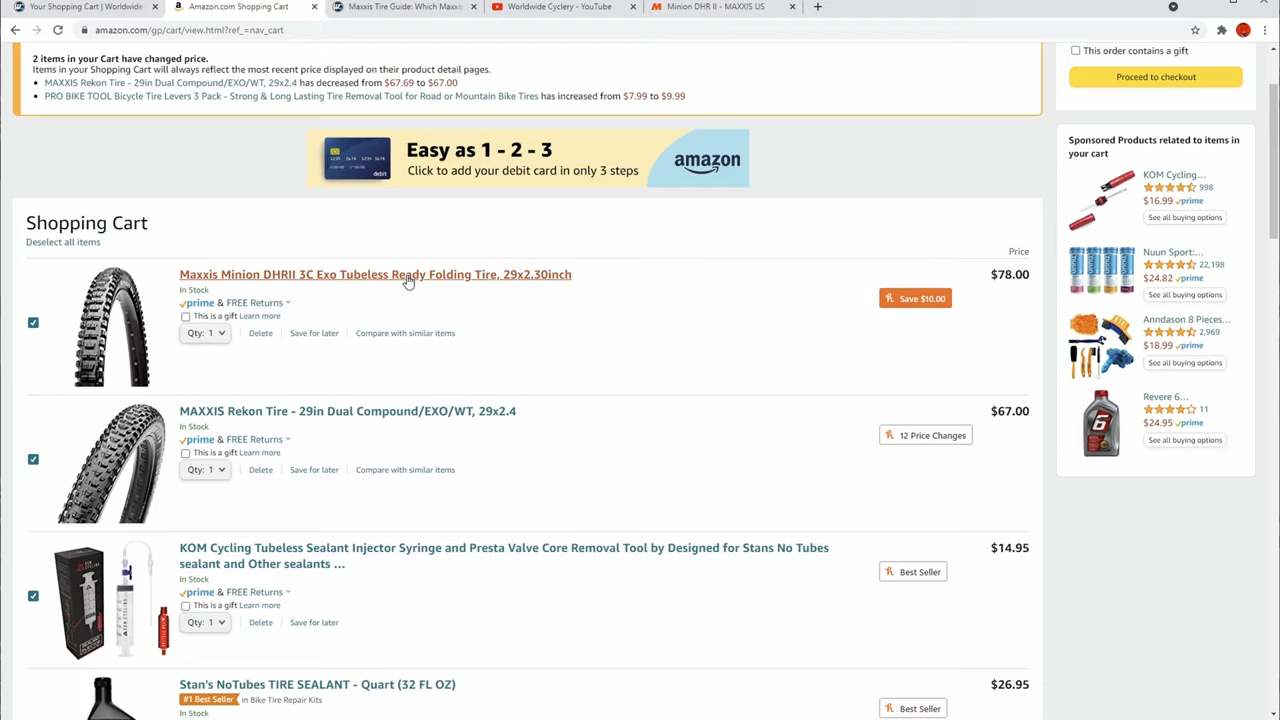 Your Shopping Cart | Worldwide
Amazon.com Shopping Cart
Maxxis Tire Guide: Which Maxxis
Worldwide Cyclery - YouTube
Minion DHR II - MAXXIS US
amazon.com/gp/cart/view.html?ref_=nav_cart
2 items in your Cart have changed price.
Items in your Shopping Cart will always reflect the most recent price displayed on their product detail pages.
MAXXIS Rekon Tire - 29in Dual Compound/EXO/WT, 29x2.4 has decreased from $67.69 to $67.00
PRO BIKE TOOL Bicycle Tire Levers 3 Pack - Strong & Long Lasting Tire Removal Tool for Road or Mountain Bike Tires has increased from $7.99 to $9.99
This order contains a gift
Proceed to checkout
debit
Easy as 1 - 2 - 3
Click to add your debit card in only 3 steps
amazon
Shopping Cart
Deselect all items
Price
Maxxis Minion DHRII 3C Exo Tubeless Ready Folding Tire, 29x2.30inch
$78.00
In Stock
prime & FREE Returns
Save $10.00
This is a gift Learn more
Qty: 1
Delete
Save for later
Compare with similar items
MAXXIS Rekon Tire - 29in Dual Compound/EXO/WT, 29x2.4
$67.00
In Stock
prime & FREE Returns
12 Price Changes
This is a gift Learn more
Qty: 1
Delete
Save for later
Compare with similar items
KOM Cycling Tubeless Sealant Injector Syringe and Presta Valve Core Removal Tool by Designed for Stans No Tubes
sealant and Other sealants ...
$14.95
In Stock
prime & FREE Returns
Best Seller
This is a gift Learn more
Qty: 1
Delete
Save for later
Stan's NoTubes TIRE SEALANT - Quart (32 FL OZ)
$26.95
#1 Best Seller in Bike Tire Repair Kits
In Stock
Best Seller
Sponsored Products related to items in
your cart
KOM Cycling...
998
$16.99 prime
See all buying options
Nuun Sport:...
22,198
$24.82 prime
See all buying options
Anndason 8 Pieces...
2,969
$18.99 prime
See all buying options
Revere 6...
11
$24.95 prime
See all buying options